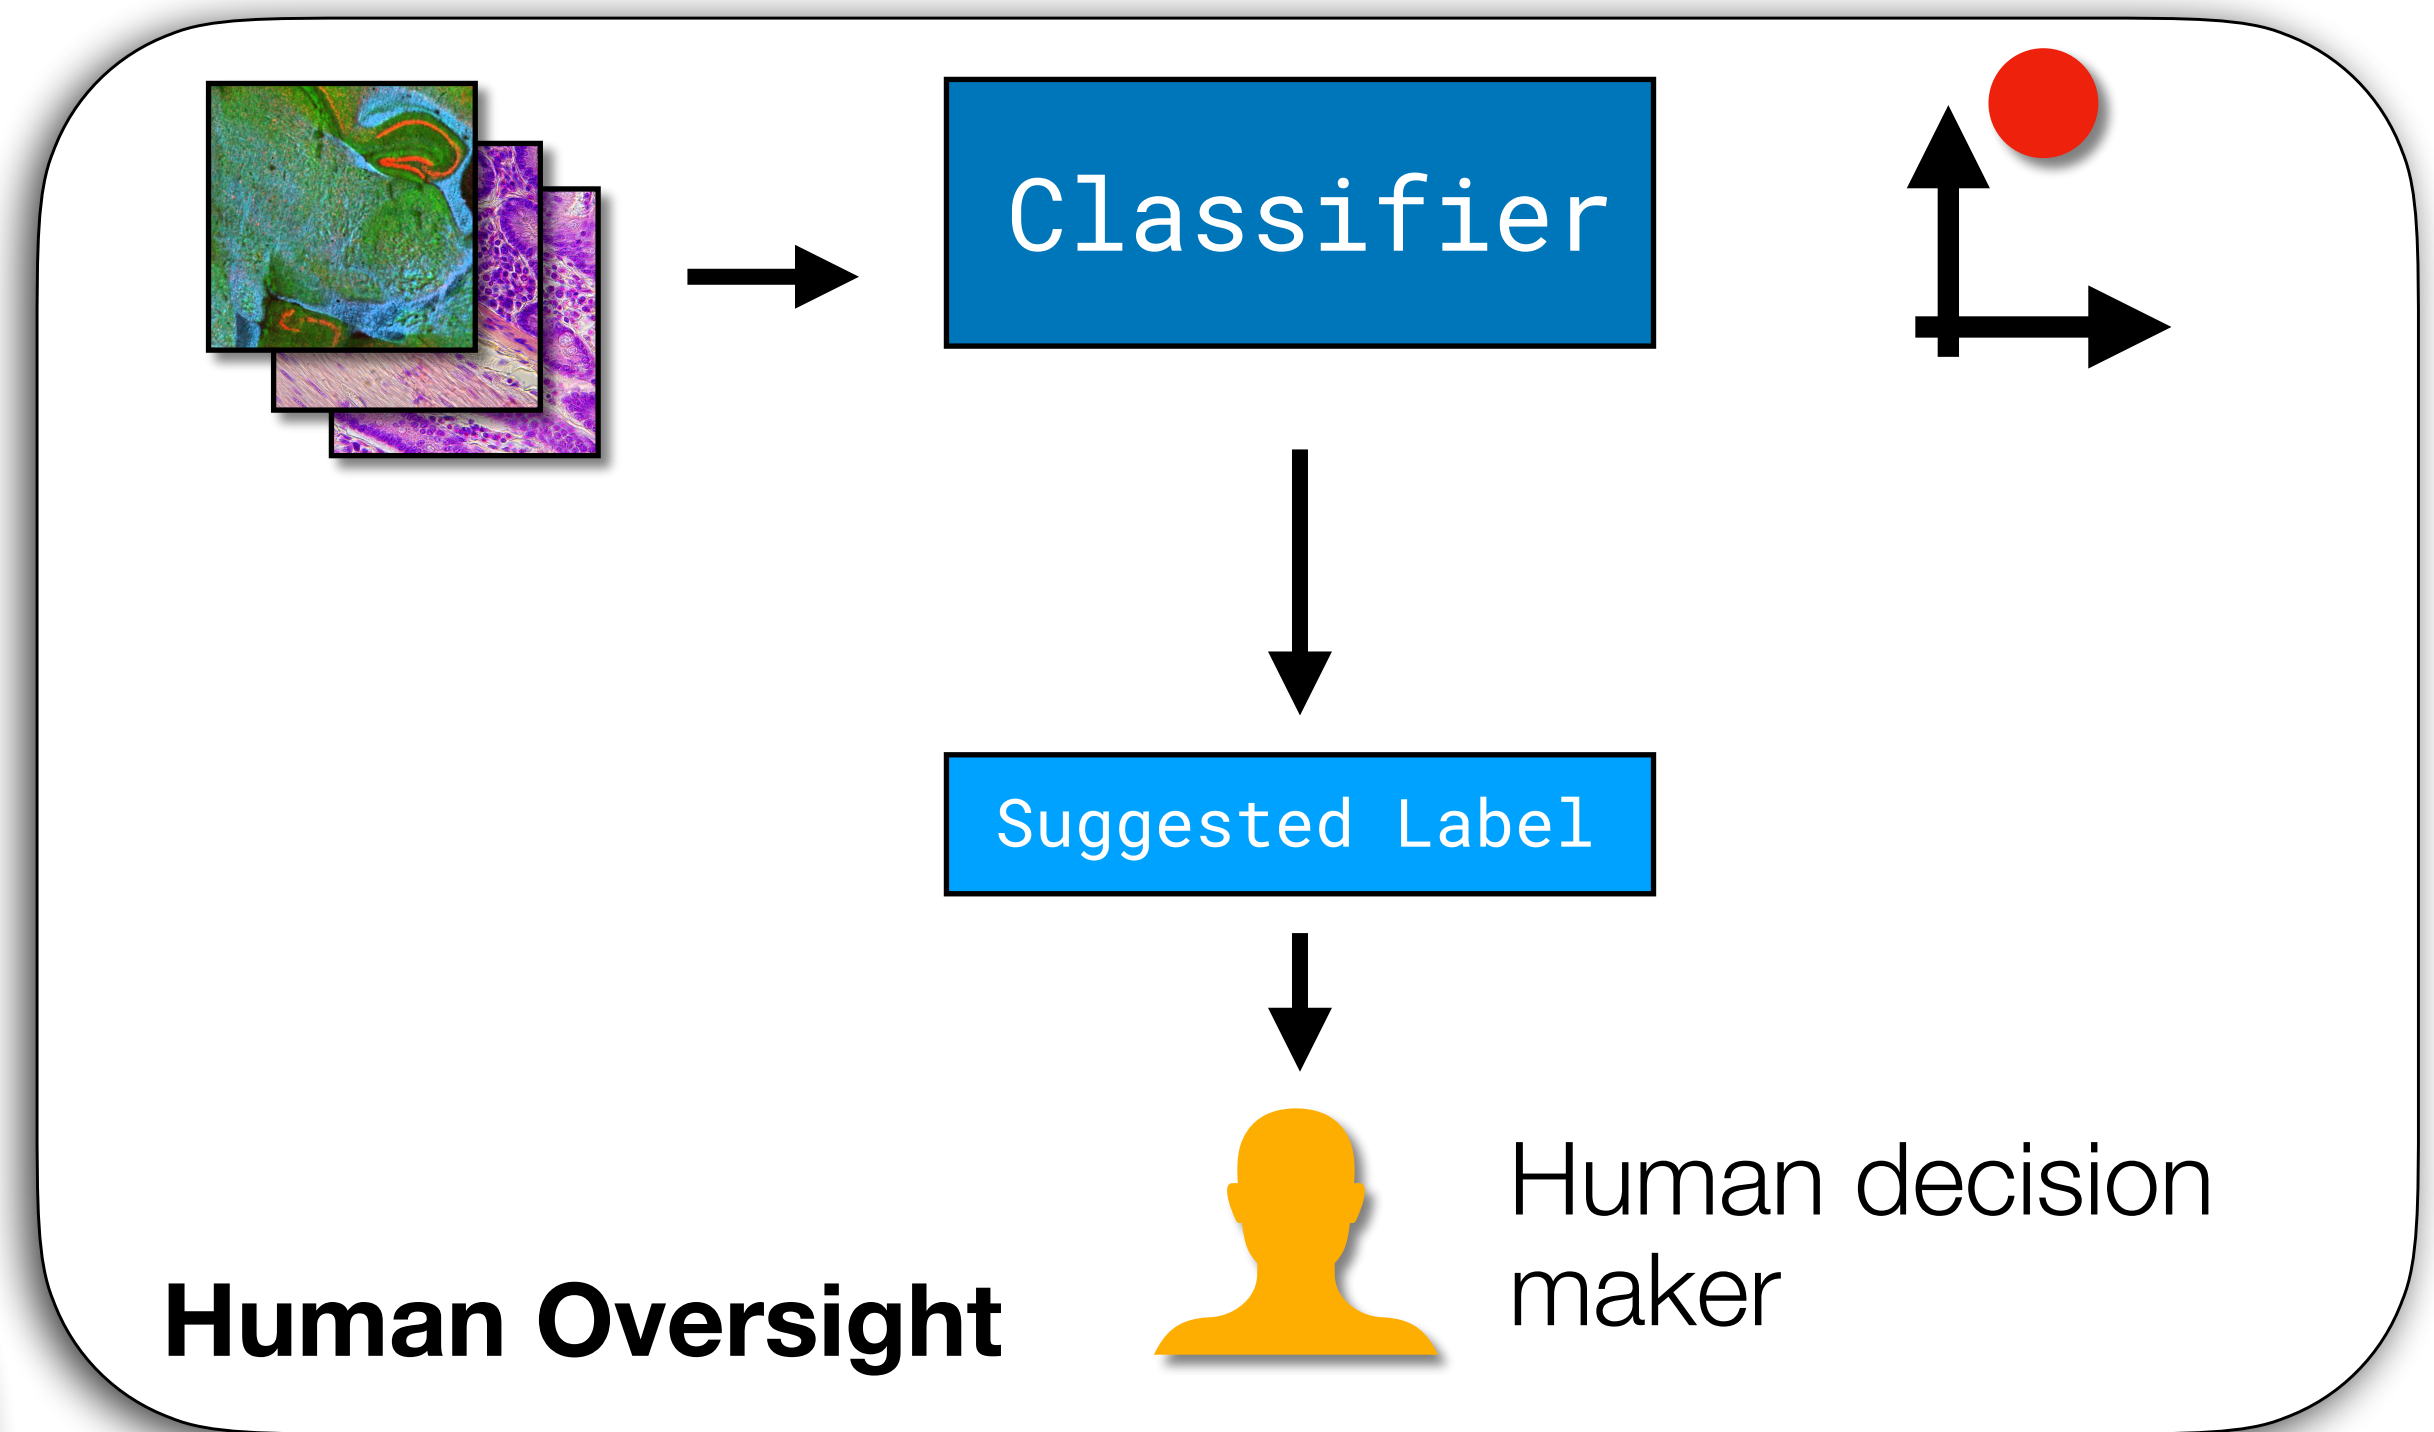 Classifier
Suggested Label
Human decision
maker
Human Oversight